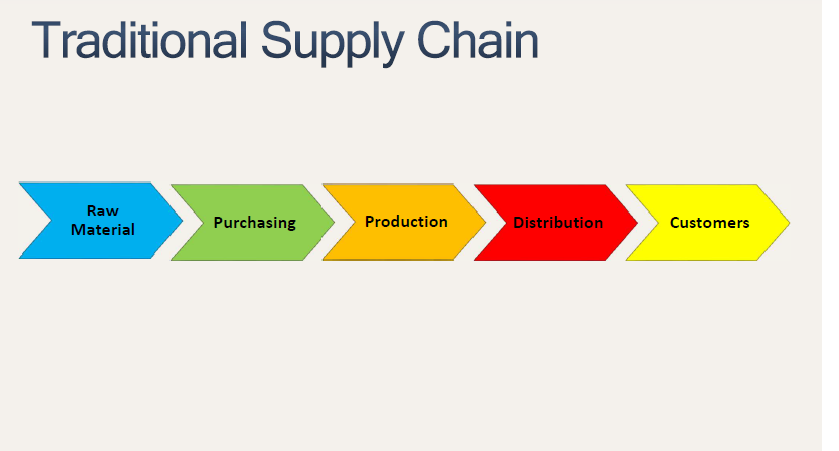 Traditional Supply Chain
Raw
Material
Purchasing
Production
Distribution
Customers